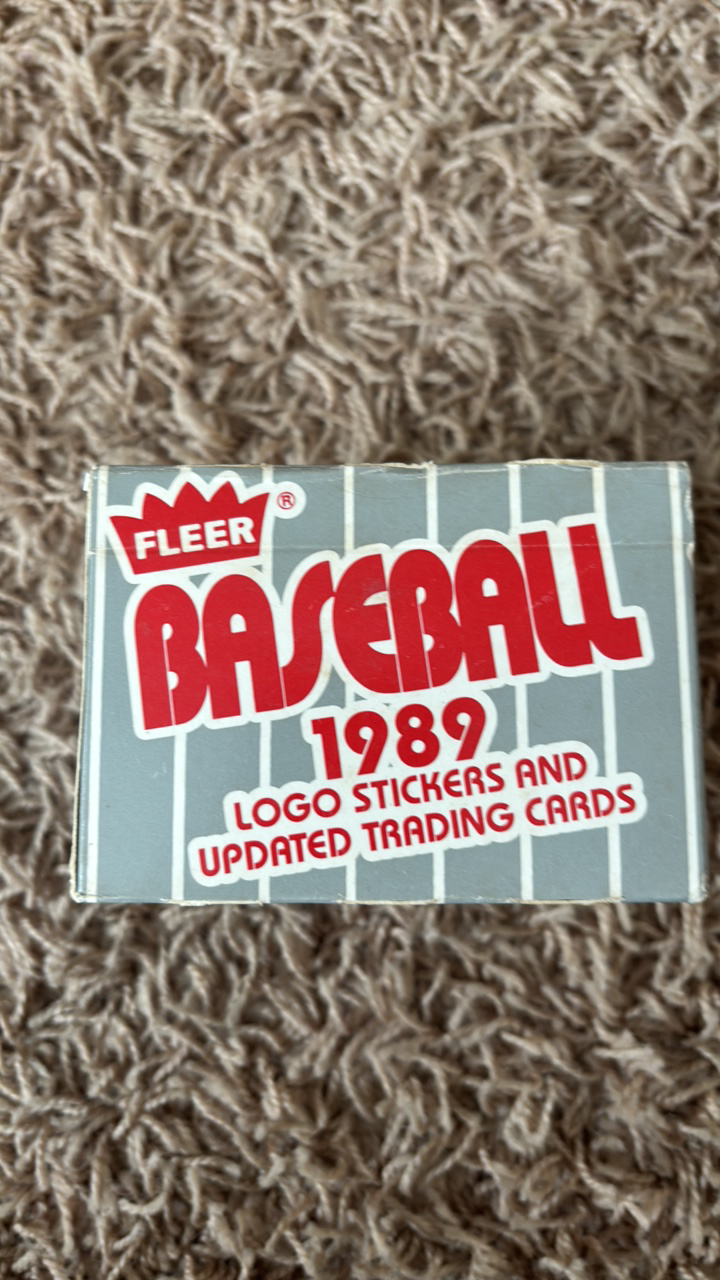 FLEER ®
BASEBALL
1989
LOGO STICKERS AND
UPDATED TRADING CARDS